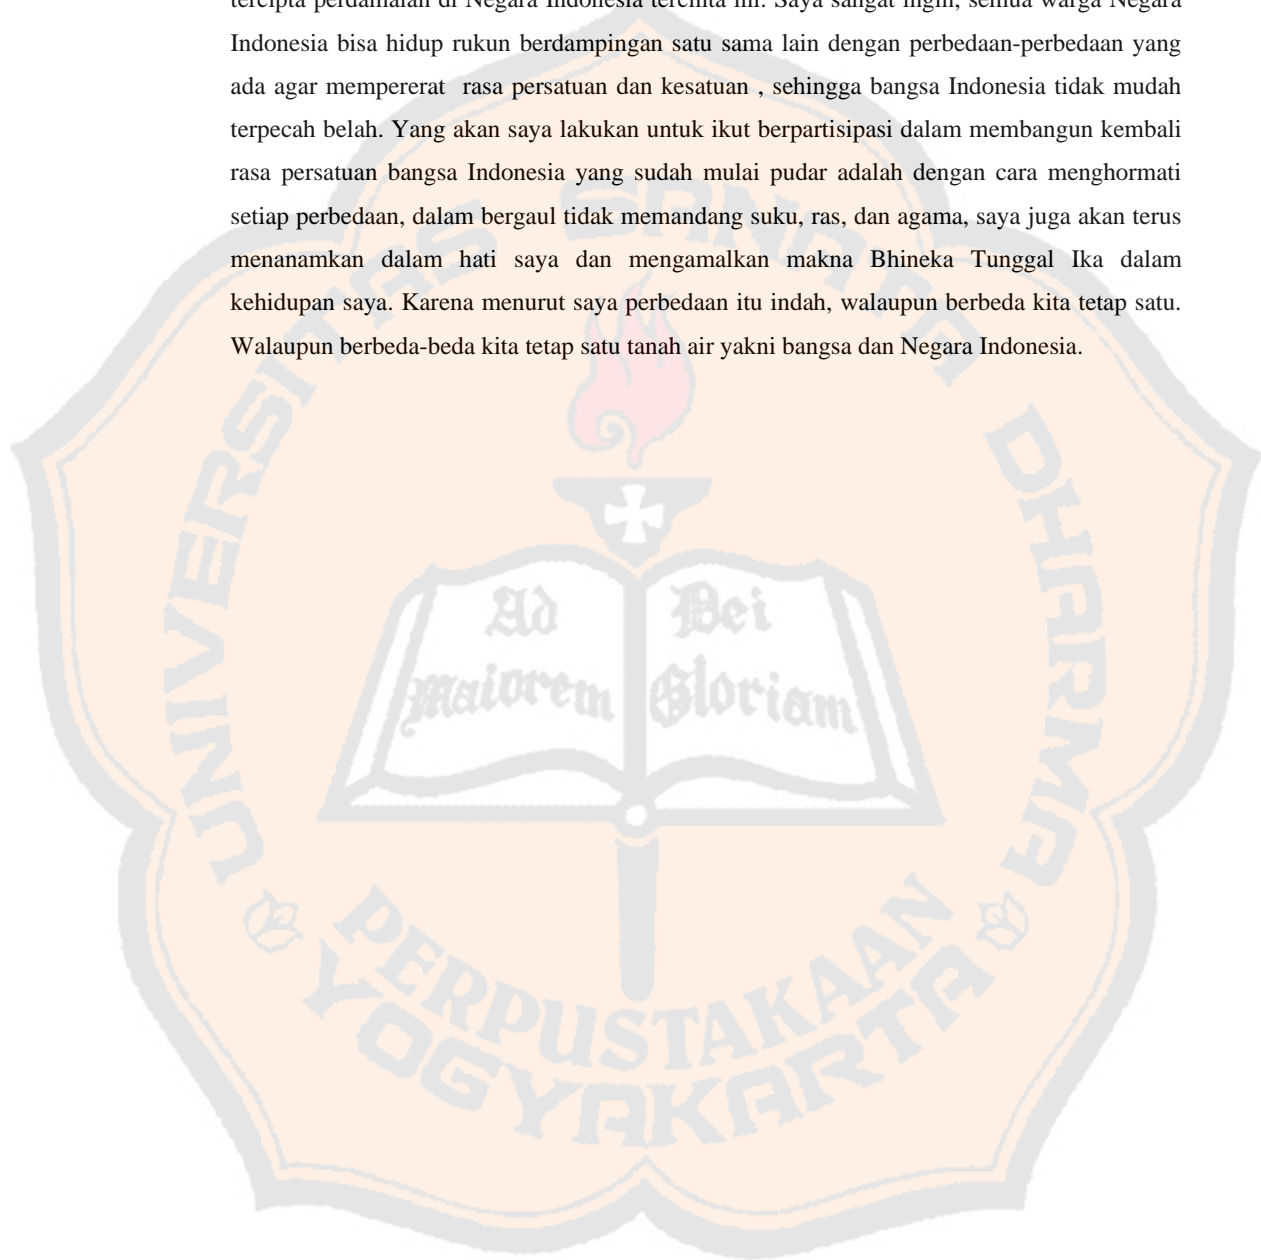 tercipta perdamaian di Negara Indonesia tercinta ini. Saya sangat ingin, semua warga Negara
Indonesia bisa hidup rukun berdampingan satu sama lain dengan perbedaan-perbedaan yang
ada agar mempererat  rasa persatuan dan kesatuan , sehingga bangsa Indonesia tidak mudah
terpecah belah. Yang akan saya lakukan untuk ikut berpartisipasi dalam membangun kembali
rasa persatuan bangsa Indonesia yang sudah mulai pudar adalah dengan cara menghormati
setiap perbedaan, dalam bergaul tidak memandang suku, ras, dan agama, saya juga akan terus
menanamkan dalam hati saya dan mengamalkan makna Bhineka Tunggal Ika dalam
kehidupan saya. Karena menurut saya perbedaan itu indah, walaupun berbeda kita tetap satu.
Walaupun berbeda-beda kita tetap satu tanah air yakni bangsa dan Negara Indonesia.
UNIVERSITAS SANATA DHARMA
Ad Dei
maiorem Gloriam
PERPUSTAKAAN
YOGYAKARTA